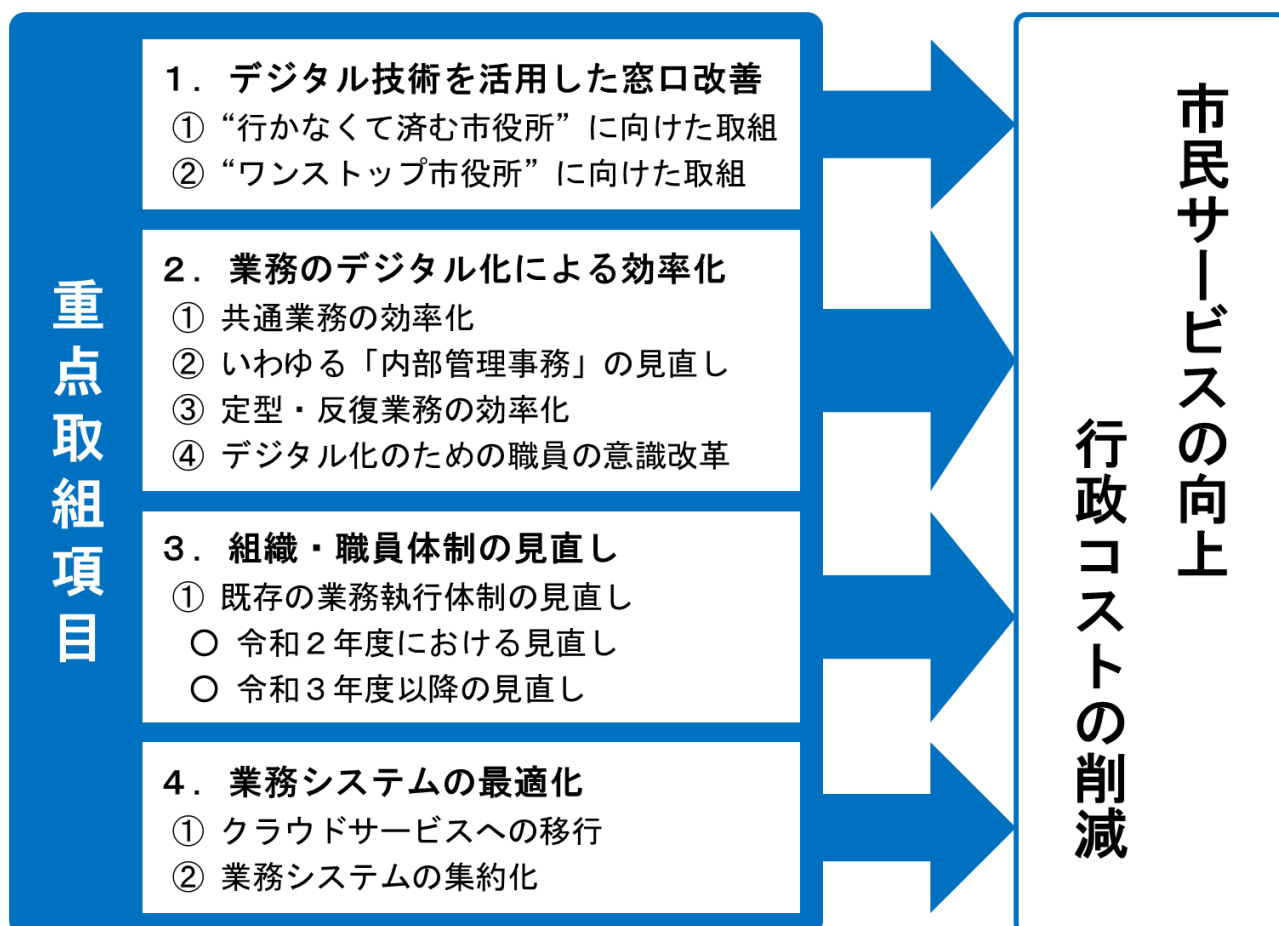 重点取組項目
１．デジタル技術を活用した窓口改善
① “行かなくて済む市役所”に向けた取組
② “ワンストップ市役所”に向けた取組
２．業務のデジタル化による効率化
① 共通業務の効率化
② いわゆる「内部管理事務」の見直し
③ 定型・反復業務の効率化
④ デジタル化のための職員の意識改革
３．組織・職員体制の見直し
① 既存の業務執行体制の見直し
〇 令和２年度における見直し
〇 令和３年度以降の見直し
４．業務システムの最適化
① クラウドサービスへの移行
② 業務システムの集約化
市民サービスの向上
行政コストの削減